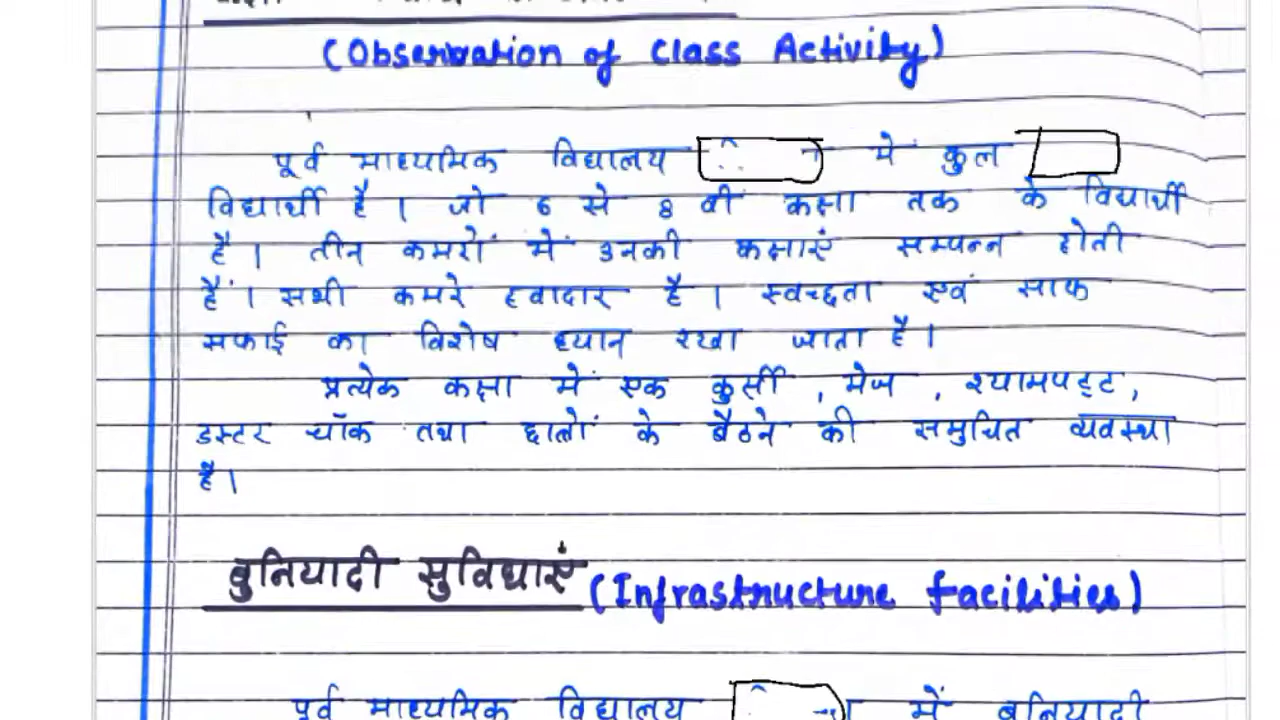 (Observation of Class Activity)
पूर्व माध्यमिक विद्यालय में कुल
विद्यार्थी है । जो 6 से 8 वी कक्षा तक के विद्यार्थी
है । तीन कमरों में उनकी कक्षाएं सम्पन्न होती
हैं । सभी कमरे हवादार है । स्वच्छता एवं साफ
सफाई का विशेष ध्यान रखा जाता है ।
प्रत्येक कक्षा में एक कुर्सी , मेज , श्यामपट्ट ,
डस्टर चॉक तथा छात्रों के बैठने की समुचित व्यवस्था
है ।
बुनियादी सुविधाएं (Infrastructure facilities)
पूर्व माध्यमिक विद्यालय में बुनियादी